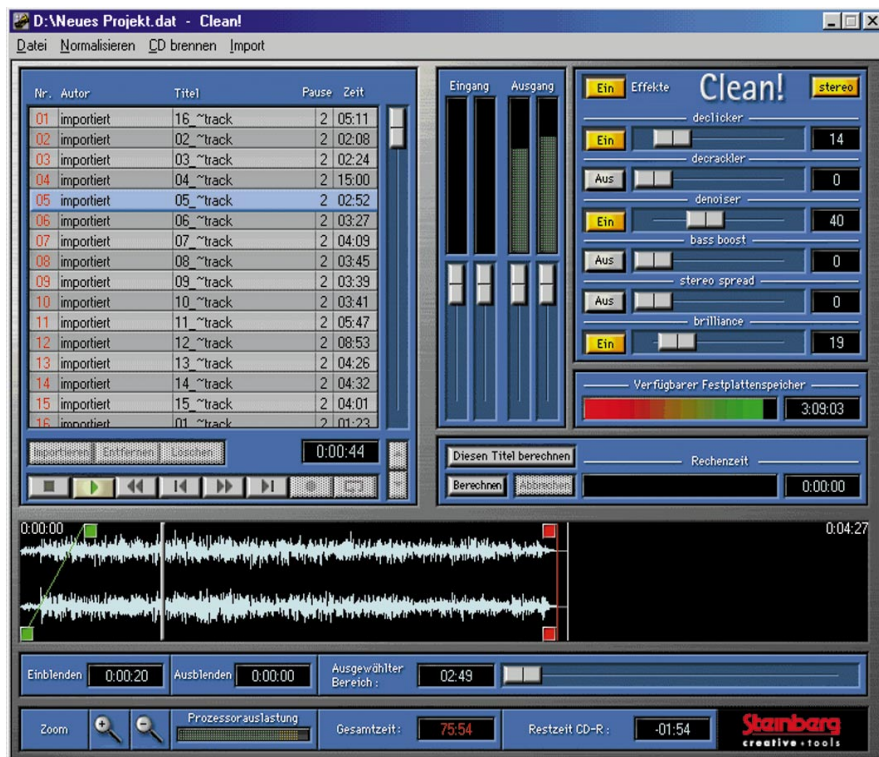 D:\Neues Projekt.dat - Clean!
Datei Normalisieren CD brennen Import
Nr. Autor Titel Pause Zeit
01 importiert 16_~track 2 05:11
02 importiert 02_~track 2 02:08
03 importiert 03_~track 2 02:24
04 importiert 04_~track 2 15:00
05 importiert 05_~track 2 02:52
06 importiert 06_~track 2 03:27
07 importiert 07_~track 2 04:09
08 importiert 08_~track 2 03:45
09 importiert 09_~track 2 03:39
10 importiert 10_~track 2 03:41
11 importiert 11_~track 2 05:47
12 importiert 12_~track 2 08:53
13 importiert 13_~track 2 04:26
14 importiert 14_~track 2 04:32
15 importiert 15_~track 2 04:01
16 importiert 01_~track 2 01:23
Importieren Entfernen Löschen 0:00:44
Eingang Ausgang
Ein Effekte Clean! stereo
declicker
Ein 14
decrackler
Aus 0
denoiser
Ein 40
bass boost
Aus 0
stereo spread
Aus 0
brilliance
Ein 19
Verfügbarer Festplattenspeicher
3:09:03
Diesen Titel berechnen Rechenzeit
Berechnen Abbrechen 0:00:00
0:00:00 0:04:27
Einblenden 0:00:20 Ausblenden 0:00:00 Ausgewählter
Bereich : 02:49
Zoom Prozessorauslastung Gesamtzeit: 75:54 Restzeit CD-R : -01:54
Steinberg
creative tools